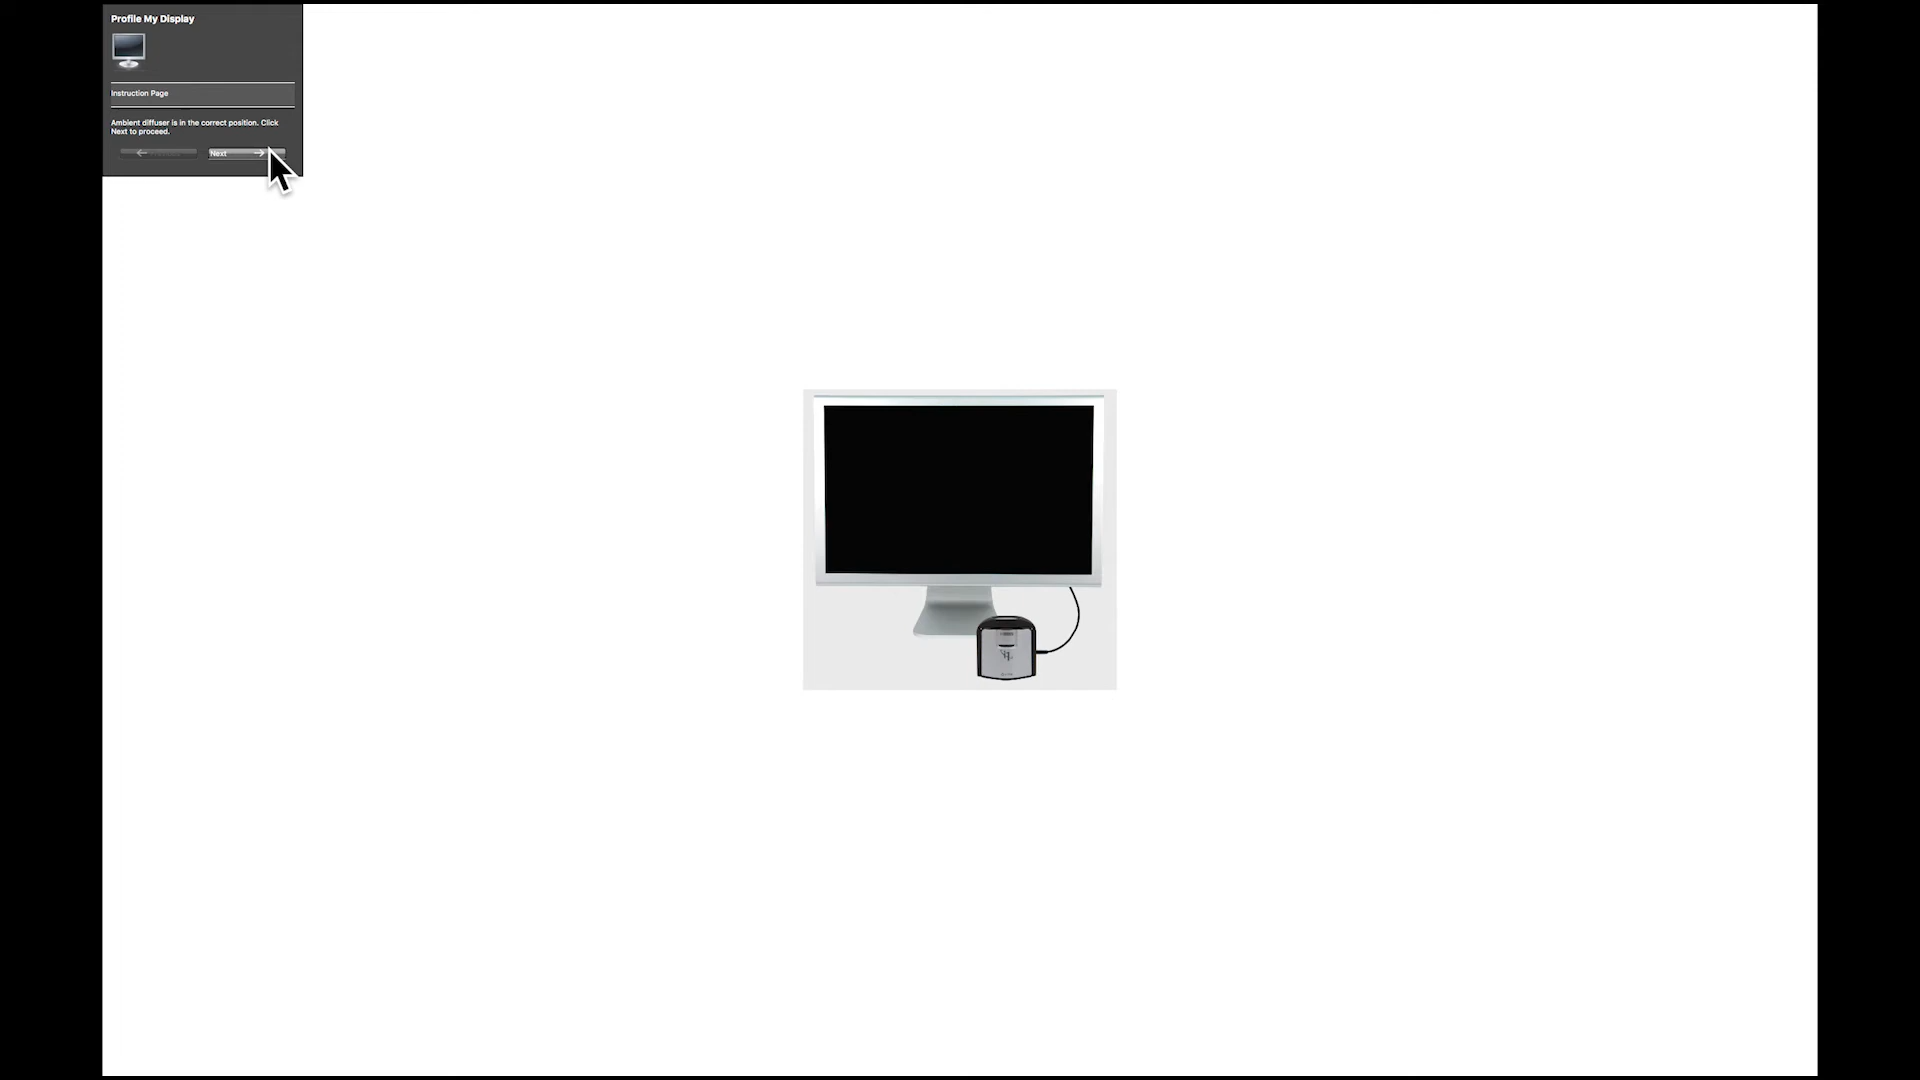 Profile My Display
Instruction Page
Ambient diffuser is in the correct position. Click
Next to proceed.
Next